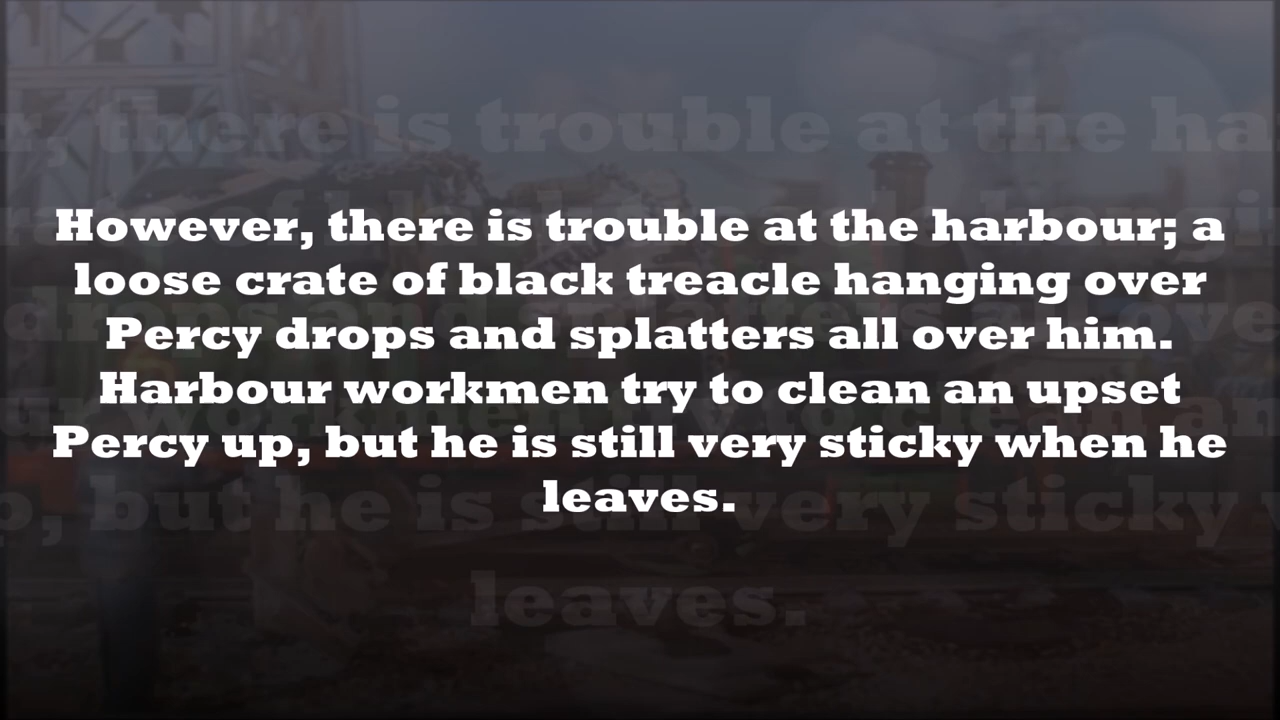 However, there is trouble at the harbour; a
loose crate of black treacle hanging over
Percy drops and splatters all over him.
Harbour workmen try to clean an upset
Percy up, but he is still very sticky when he
leaves.